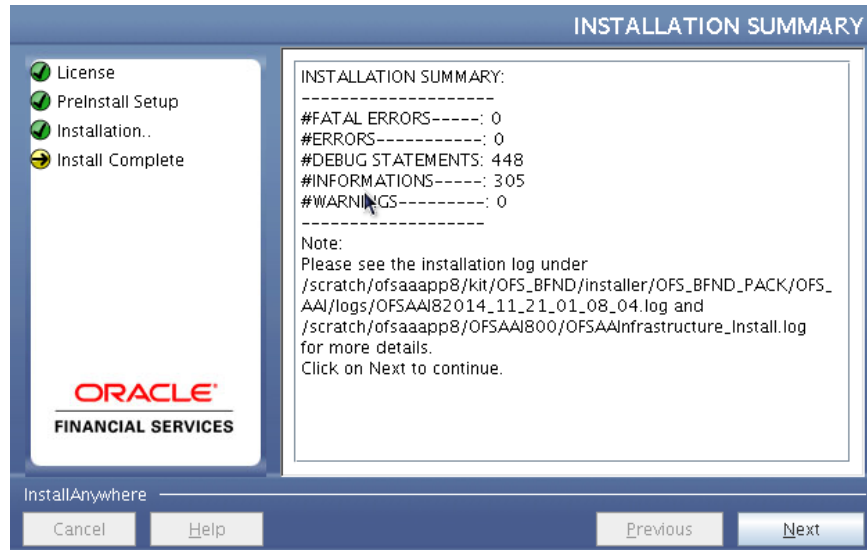 INSTALLATION SUMMARY
License
PreInstall Setup
Installation..
Install Complete
INSTALLATION SUMMARY:
--------------------
#FATAL ERRORS-----: 0
#ERRORS-----------: 0
#DEBUG STATEMENTS: 448
#INFORMATIONS-----: 305
#WARNINGS---------: 0
-------------------
Note:
Please see the installation log under
/scratch/ofsaaapp8/kit/OFS_BFND/installer/OFS_BFND_PACK/OFS_
AAI/logs/OFSAAI82014_11_21_01_08_04.log and
/scratch/ofsaaapp8/OFSAAI800/OFSAAInfrastructure_Install.log
for more details.
Click on Next to continue.
ORACLE
FINANCIAL SERVICES
InstallAnywhere
Cancel
Help
Previous
Next